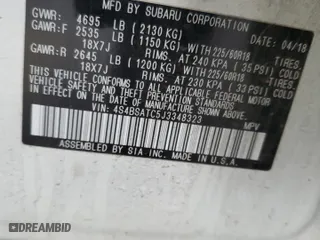 MFD. BY SUBARU CORPORATION 04/18
GVWR: 4695 LB (2130 KG)
GAWR:F 2535 LB (1150 KG) WITH 225/60R18 TIRES.
18X7J RIMS.AT 240 KPA (35 PSI) COLD
GAWR:R 2645 LB (1200 KG) WITH 225/60R18 TIRES.
18X7J RIMS.AT 230 KPA (33 PSI) COLD
THIS VEHICLE CONFORMS TO ALL APPLICABLE FEDERAL MOTOR
VEHICLE SAFETY AND THEFT PREVENTION STANDARDS IN
EFFECT ON THE DATE OF MANUFACTURE SHOWN ABOVE.
VIN: 4S4BSATC5J3348323 MPV
ASSEMBLED BY SIA INC. MADE IN U.S.A.